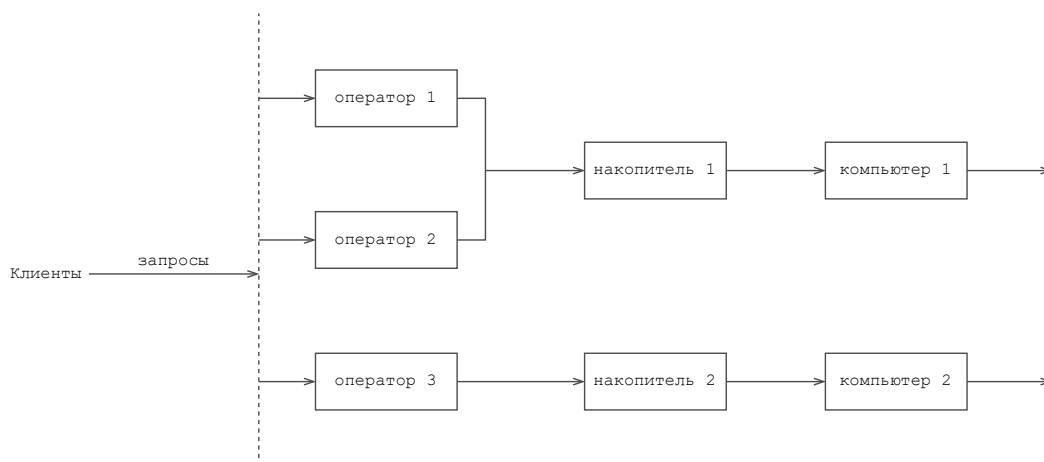 оператор 1
накопитель 1
компьютер 1
оператор 2
запросы
Клиенты
оператор 3
накопитель 2
компьютер 2